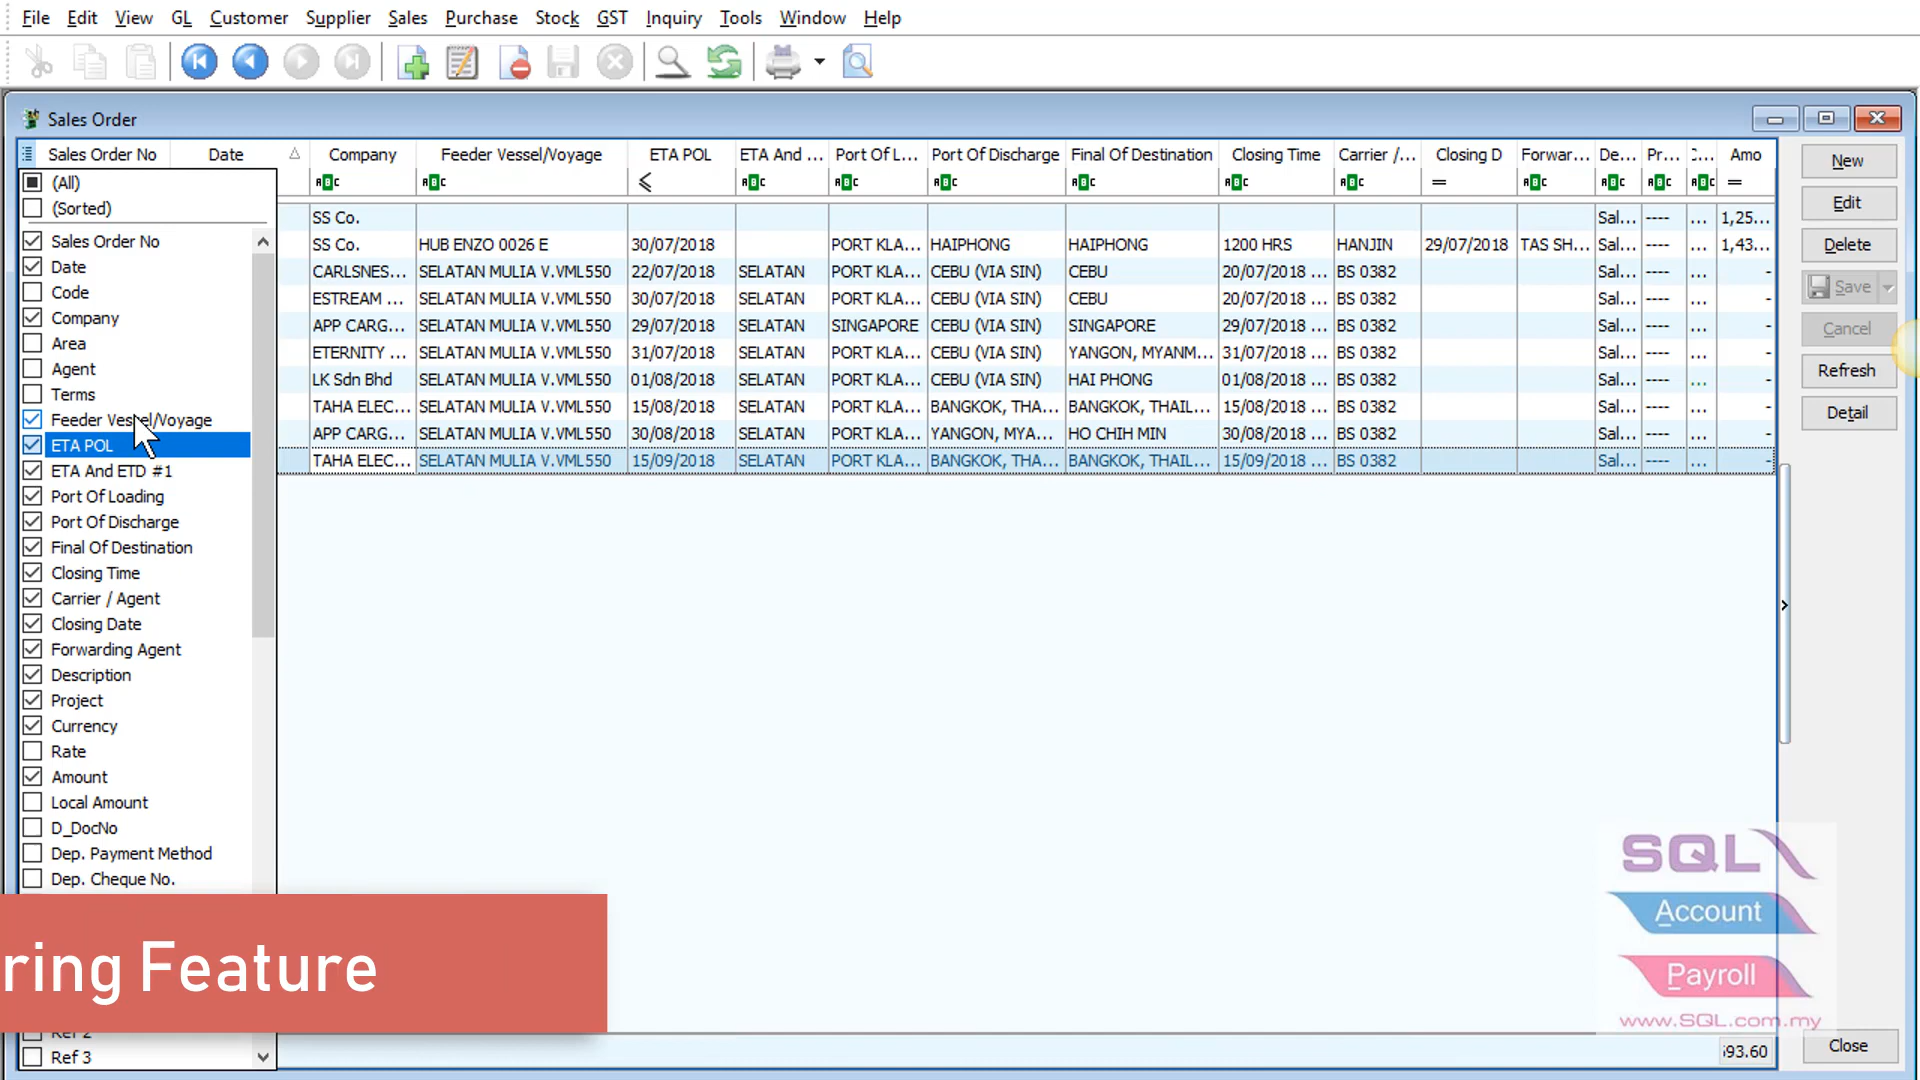 File Edit View GL Customer Supplier Sales Purchase Stock GST Inquiry Tools Window Help
Sales Order
Sales Order No Date Company Feeder Vessel/Voyage ETA POL ETA And ... Port Of L... Port Of Discharge Final Of Destination Closing Time Carrier /... Closing D Forwar... De... Pr... Amo
SS Co. Sal... ---- ... 1,25...
SS Co. HUB ENZO 0026 E 30/07/2018 PORT KLA... HAIPHONG HAIPHONG 1200 HRS HANJIN 29/07/2018 TAS SH... Sal... ---- ... 1,43...
CARLSNES... SELATAN MULIA V.VML550 22/07/2018 SELATAN PORT KLA... CEBU (VIA SIN) CEBU 20/07/2018 ... BS 0382 Sal... ---- ... -
ESTREAM ... SELATAN MULIA V.VML550 30/07/2018 SELATAN PORT KLA... CEBU (VIA SIN) CEBU 20/07/2018 ... BS 0382 Sal... ---- ... -
APP CARG... SELATAN MULIA V.VML550 29/07/2018 SELATAN SINGAPORE CEBU (VIA SIN) SINGAPORE 29/07/2018 ... BS 0382 Sal... ---- ... -
ETERNITY ... SELATAN MULIA V.VML550 31/07/2018 SELATAN PORT KLA... CEBU (VIA SIN) YANGON, MYANM... 31/07/2018 ... BS 0382 Sal... ---- ... -
LK Sdn Bhd SELATAN MULIA V.VML550 01/08/2018 SELATAN PORT KLA... CEBU (VIA SIN) HAI PHONG 01/08/2018 ... BS 0382 Sal... ---- ... -
TAHA ELEC... SELATAN MULIA V.VML550 15/08/2018 SELATAN PORT KLA... BANGKOK, THA... BANGKOK, THAIL... 15/08/2018 ... BS 0382 Sal... ---- ... -
APP CARG... SELATAN MULIA V.VML550 30/08/2018 SELATAN PORT KLA... YANGON, MYA... HO CHIH MIN 30/08/2018 ... BS 0382 Sal... ---- ... -
TAHA ELEC... SELATAN MULIA V.VML550 15/09/2018 SELATAN PORT KLA... BANGKOK, THA... BANGKOK, THAIL... 15/09/2018 ... BS 0382 Sal... ---- ... -
(All)
(Sorted)
Sales Order No
Date
Code
Company
Area
Agent
Terms
Feeder Vessel/Voyage
ETA POL
ETA And ETD #1
Port Of Loading
Port Of Discharge
Final Of Destination
Closing Time
Carrier / Agent
Closing Date
Forwarding Agent
Description
Project
Currency
Rate
Amount
Local Amount
D_DocNo
Dep. Payment Method
Dep. Cheque No.
Ref 2
Ref 3
New
Edit
Delete
Save
Cancel
Refresh
Detail
ring Feature
SQL
Account
Payroll
www.SQL.com.my
93.60
Close